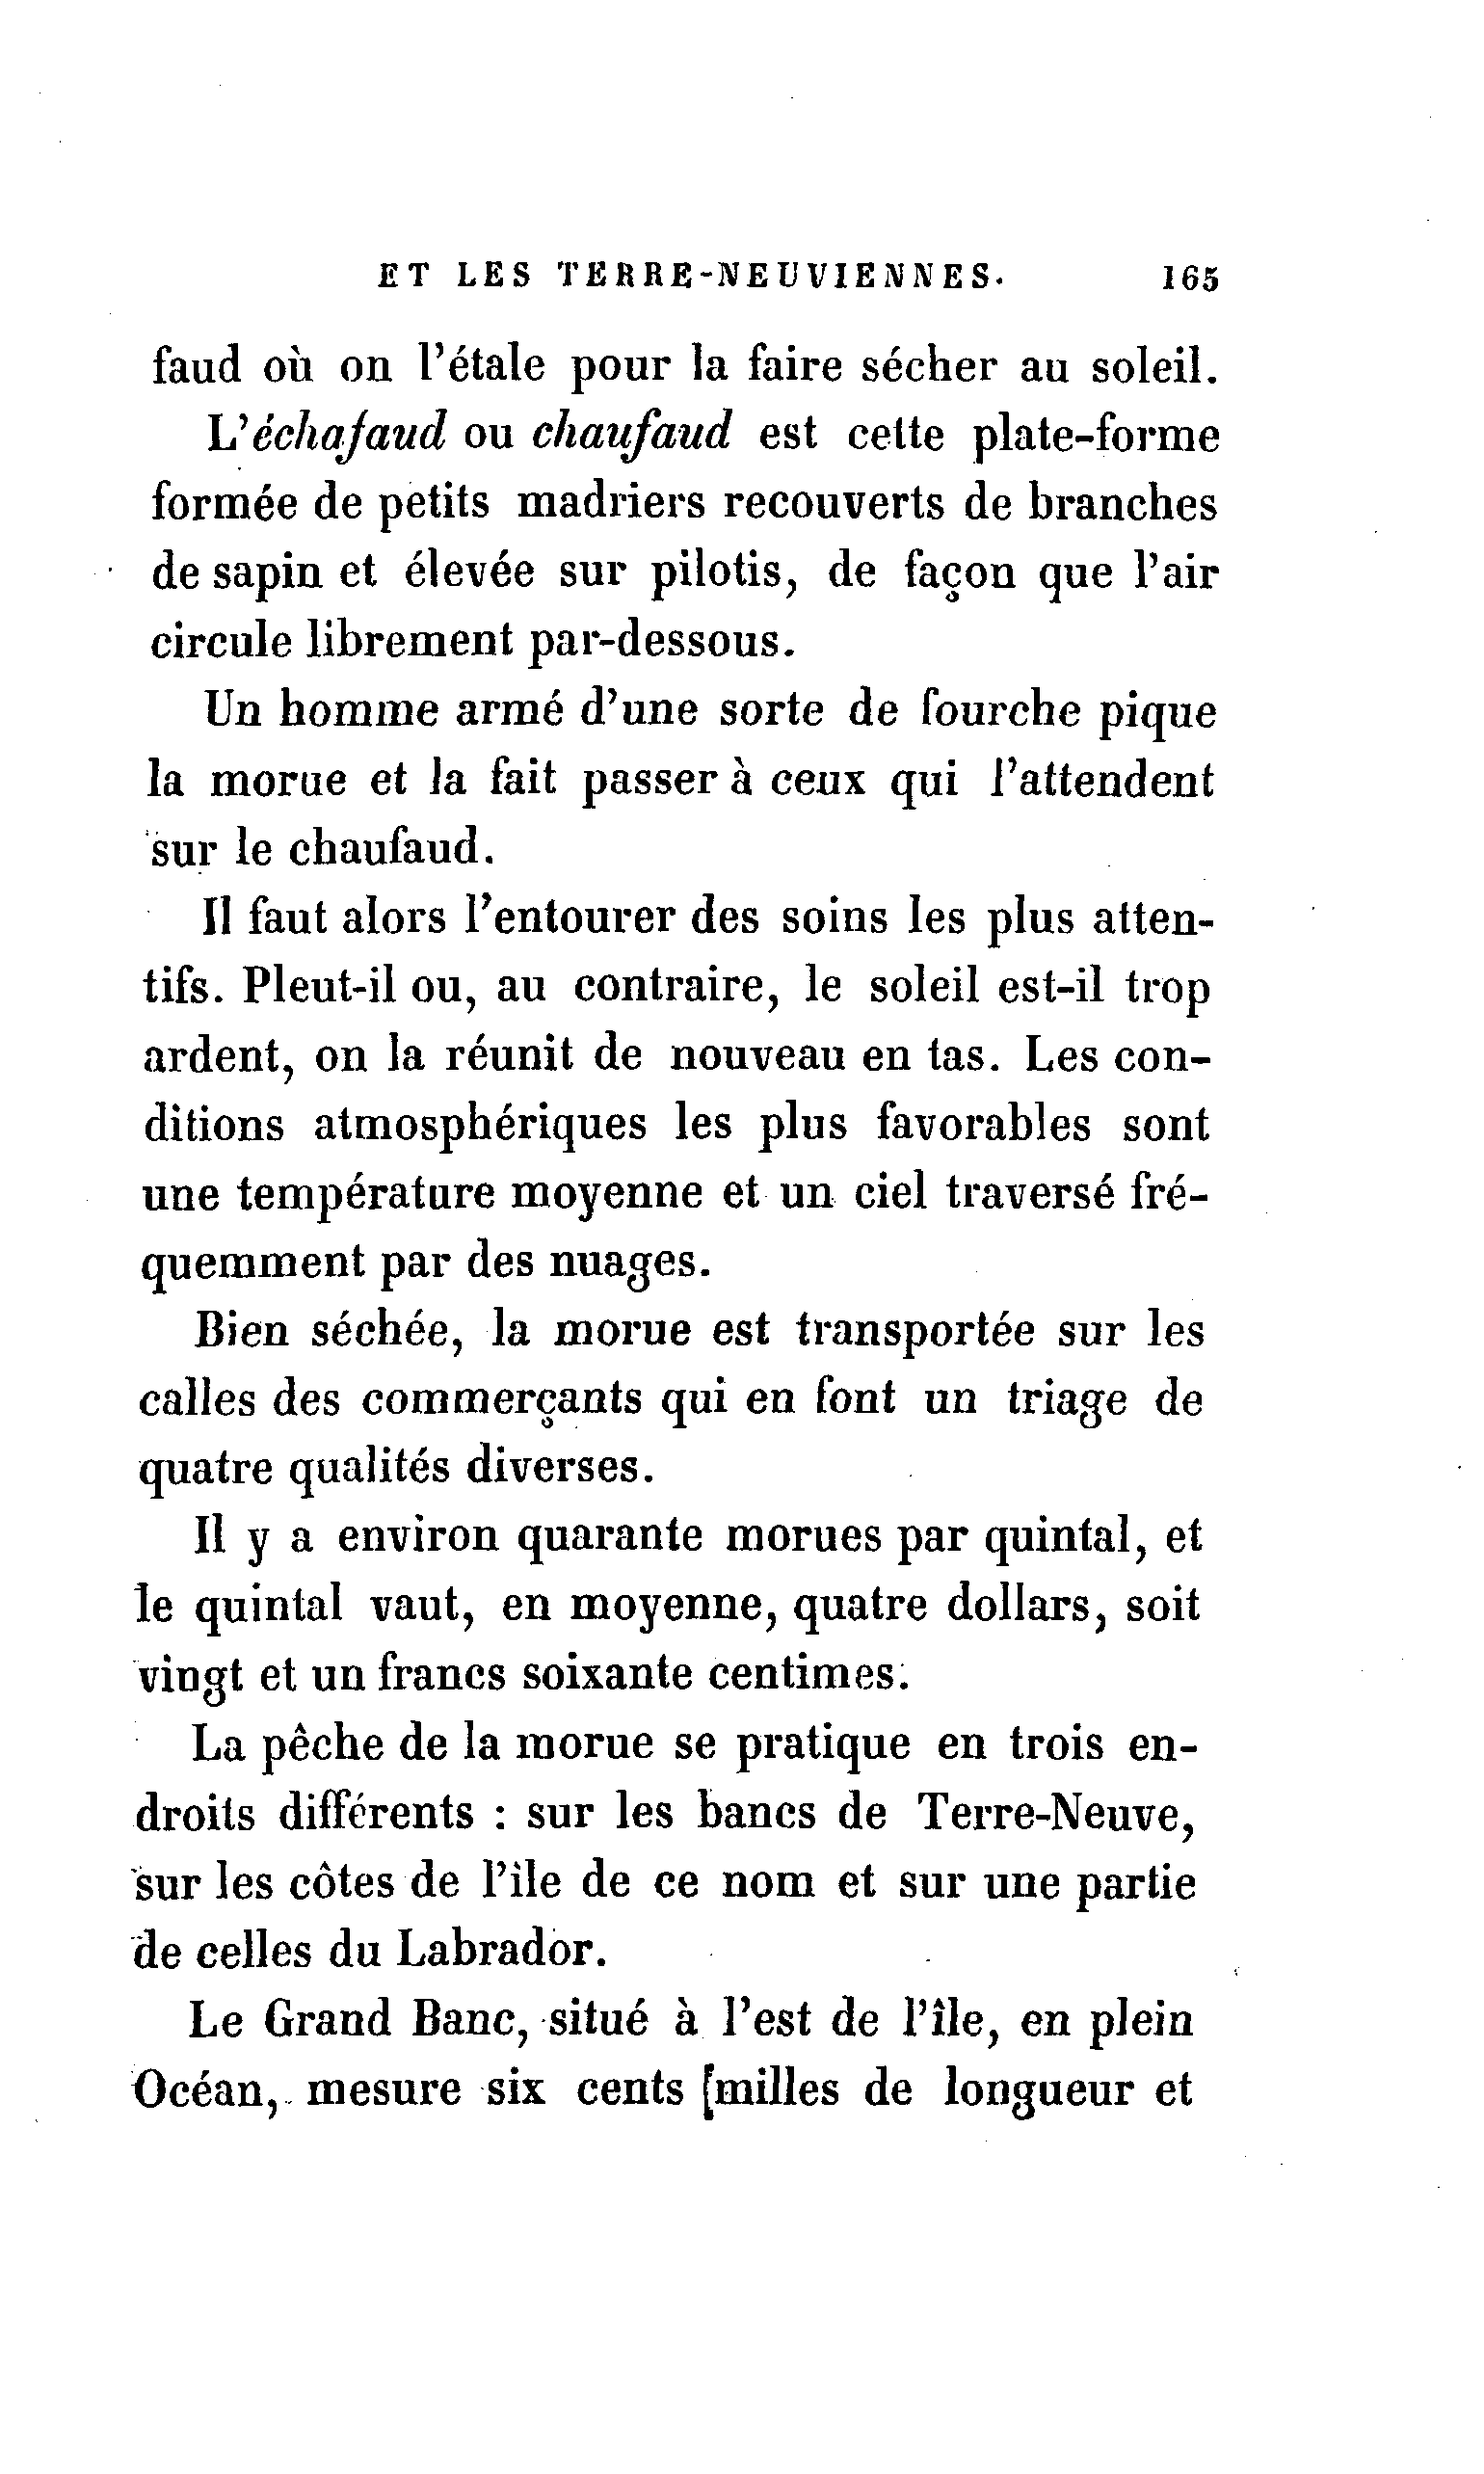 ET LES TERRE-NEUVIENNES. 165
faud où on l'étale pour la faire sécher au soleil.
L'échafaud ou chaufaud est cette plate-forme
formée de petits madriers recouverts de branches
de sapin et élevée sur pilotis, de façon que l'air
circule librement par-dessous.
Un homme armé d'une sorte de fourche pique
la morue et la fait passer à ceux qui l'attendent
sur le chaufaud.
Il faut alors l'entourer des soins les plus atten-
tifs. Pleut-il ou, au contraire, le soleil est-il trop
ardent, on la réunit de nouveau en tas. Les con-
ditions atmosphériques les plus favorables sont
une température moyenne et un ciel traversé fré-
quemment par des nuages.
Bien séchée, la morue est transportée sur les
calles des commerçants qui en font un triage de
quatre qualités diverses.
Il y a environ quarante morues par quintal, et
le quintal vaut, en moyenne, quatre dollars, soit
vingt et un francs soixante centimes.
La pêche de la morue se pratique en trois en-
droits différents : sur les bancs de Terre-Neuve,
sur les côtes de l'ile de ce nom et sur une partie
de celles du Labrador.
Le Grand Banc, situé à l'est de l'île, en plein
Océan, mesure six cents [milles de longueur et